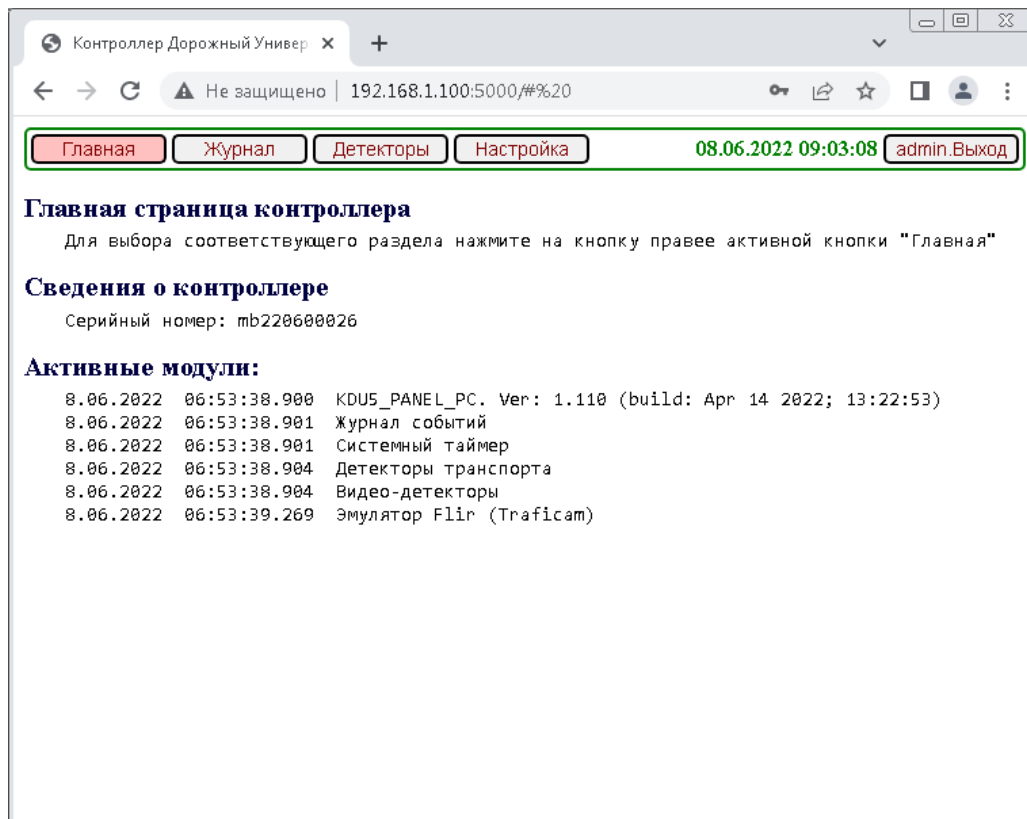 Контроллер Дорожный Универ
Не защищено | 192.168.1.100:5000/#%20
Главная Журнал Детекторы Настройка 08.06.2022 09:03:08 admin.Выход
Главная страница контроллера
Для выбора соответствующего раздела нажмите на кнопку правее активной кнопки "Главная"
Сведения о контроллере
Серийный номер: mb220600026
Активные модули:
8.06.2022 06:53:38.900 KDU5_PANEL_PC. Ver: 1.110 (build: Apr 14 2022; 13:22:53)
8.06.2022 06:53:38.901 Журнал событий
8.06.2022 06:53:38.901 Системный таймер
8.06.2022 06:53:38.904 Детекторы транспорта
8.06.2022 06:53:38.904 Видео-детекторы
8.06.2022 06:53:39.269 Эмулятор Flir (Traficam)